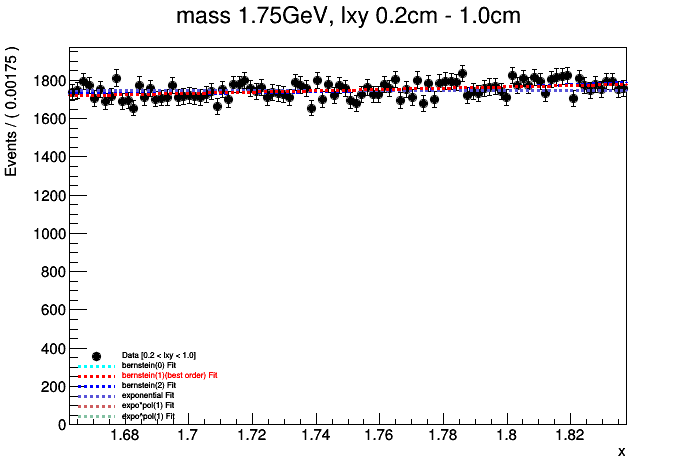 mass 1.75GeV, lxy 0.2cm - 1.0cm
Events / ( 0.00175 )
1800
1600
1400
1200
1000
800
600
400
200
0
Data [0.2 < lxy < 1.0]
bernstein(0) Fit
bernstein(1)(best order) Fit
bernstein(2) Fit
exponential Fit
expo*pol(1) Fit
expo^pol(1) Fit
1.68 1.7 1.72 1.74 1.76 1.78 1.8 1.82
x